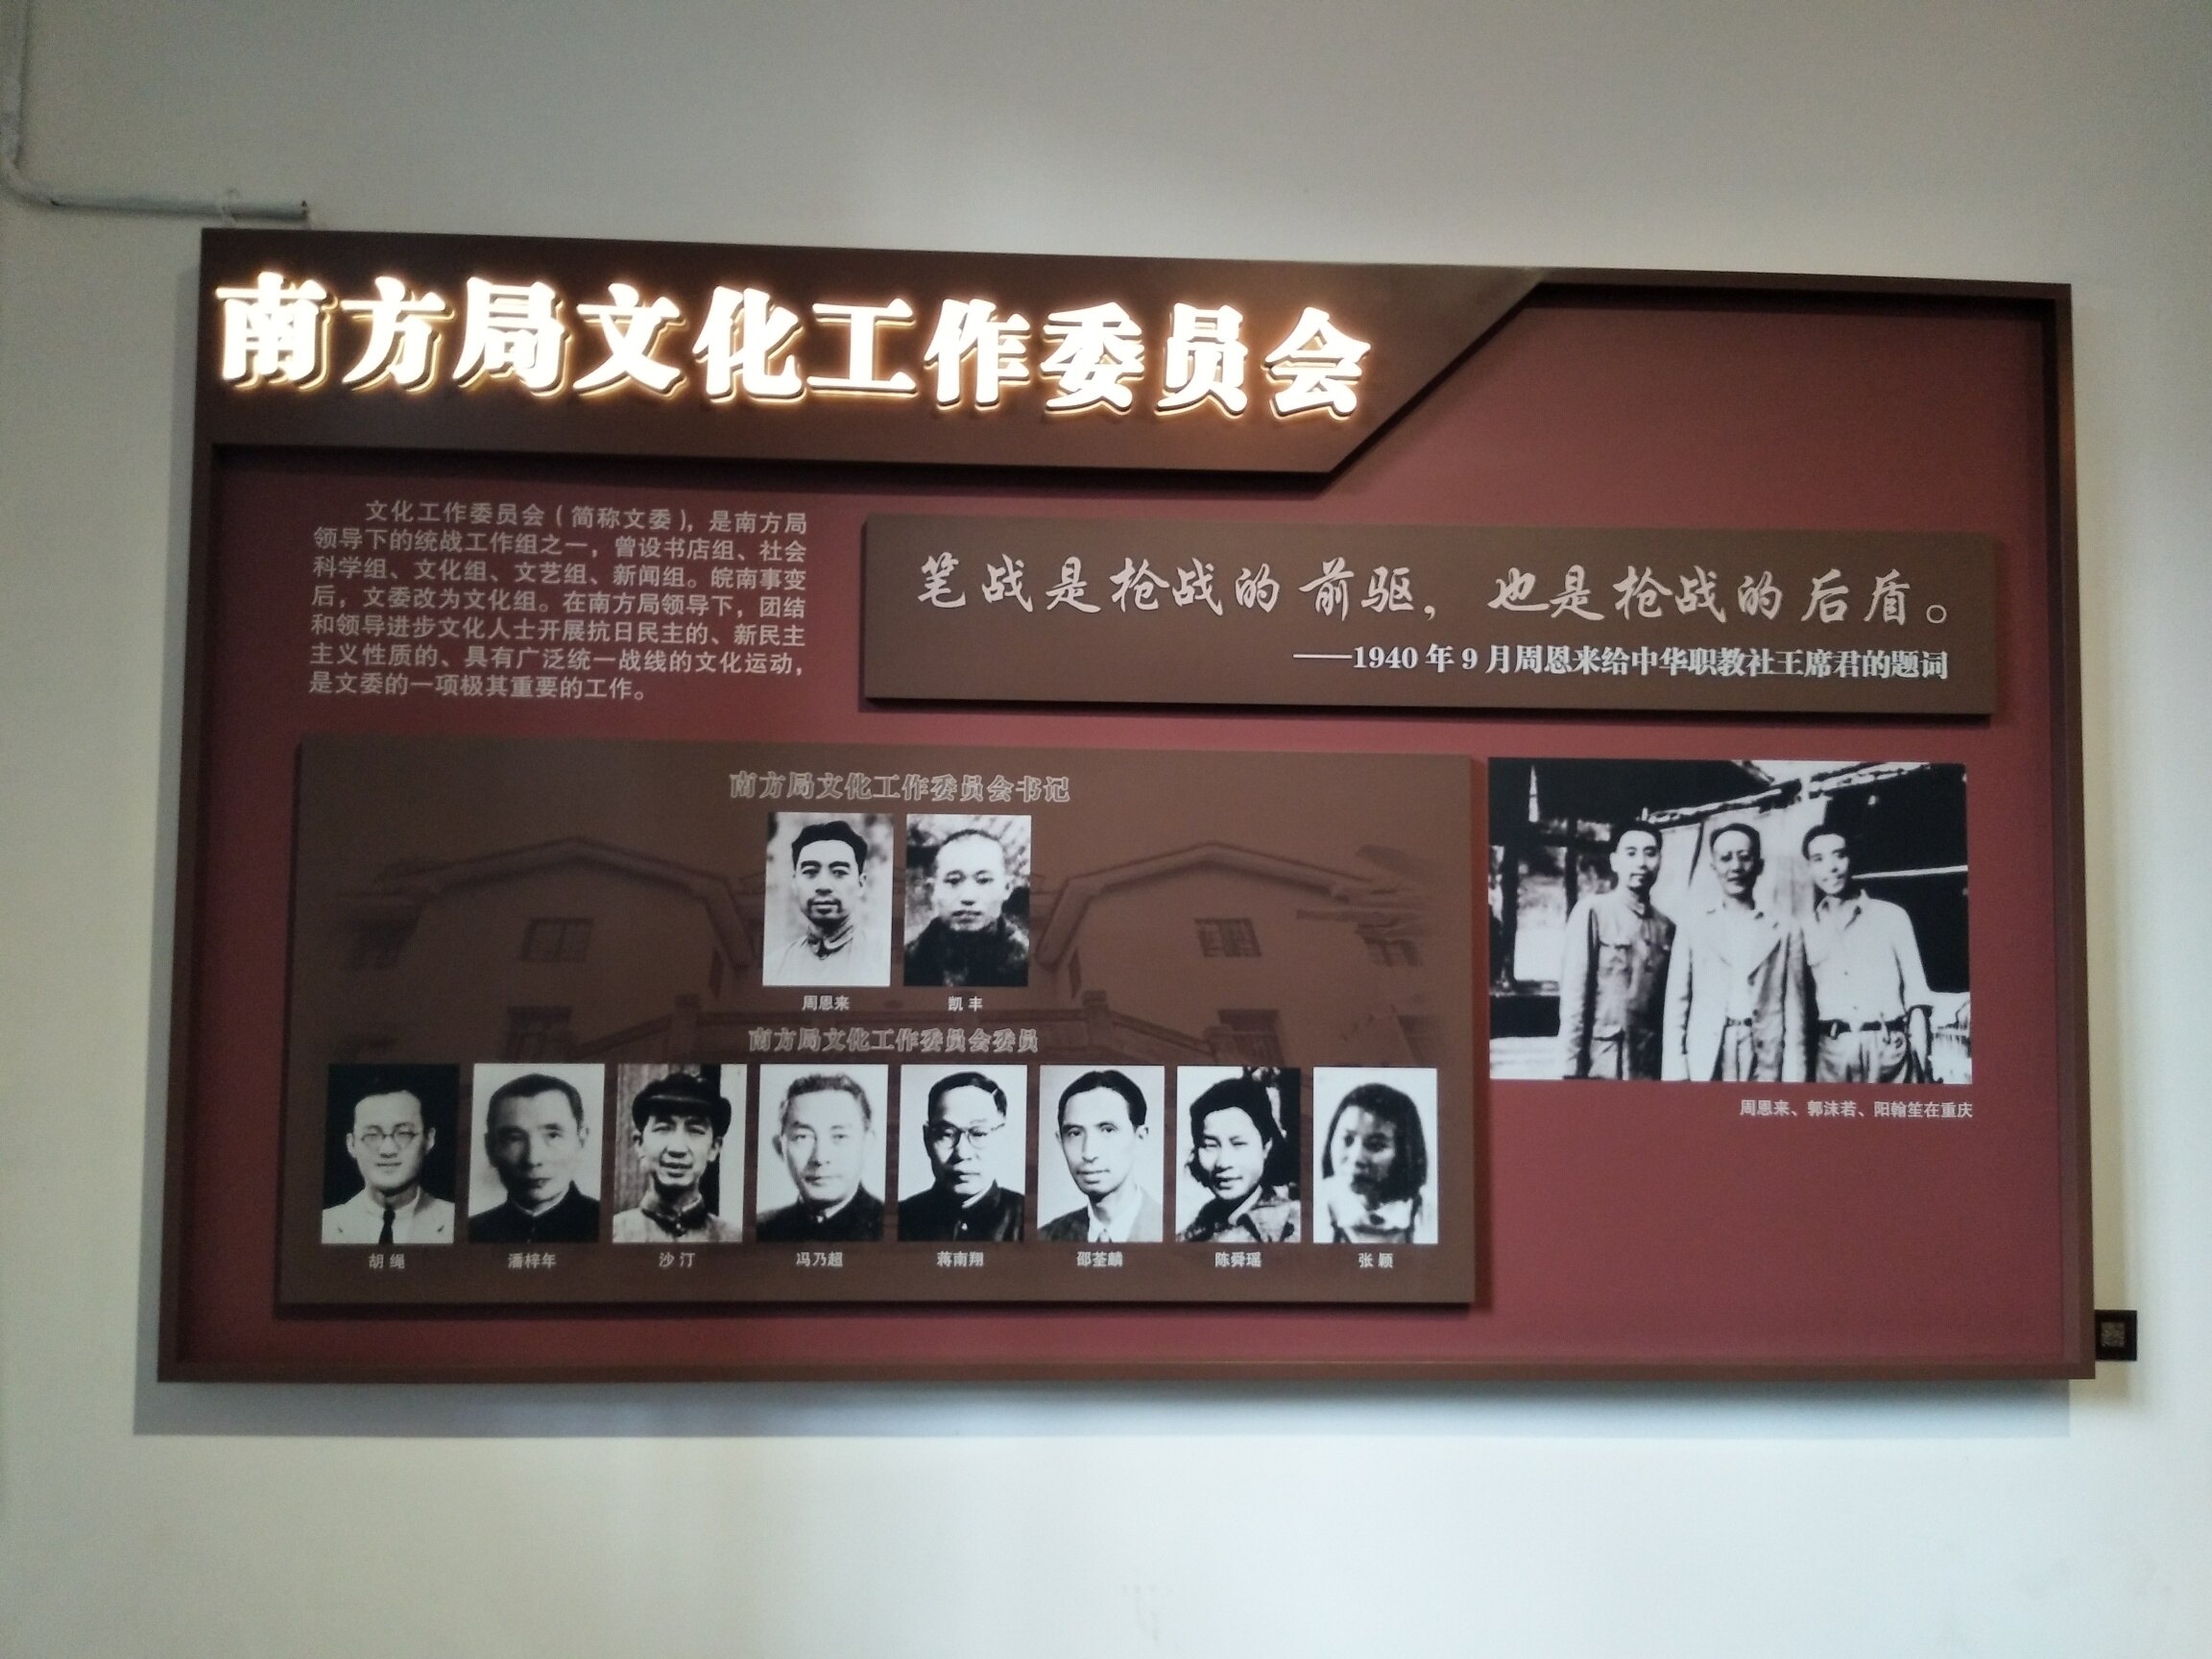 南方局文化工作委员会
文化工作委员会（简称文委），是南方局
领导下的统战工作组之一，曾设书店组、社会
科学组、文化组、文艺组、新闻组。皖南事变
后，文委改为文化组。在南方局领导下，团结
和领导进步文化人士开展抗日民主的、新民主
主义性质的、具有广泛统一战线的文化运动，
是文委的一项极其重要的工作。
笔战是枪战的前驱，也是枪战的后盾。
——1940年9月周恩来给中华职教社王席君的题词
南方局文化工作委员会书记
周恩来
凯丰
南方局文化工作委员会委员
胡绳
潘梓年
沙汀
冯乃超
蒋南翔
邵荃麟
陈舜瑶
张颖
周恩来、郭沫若、阳翰笙在重庆